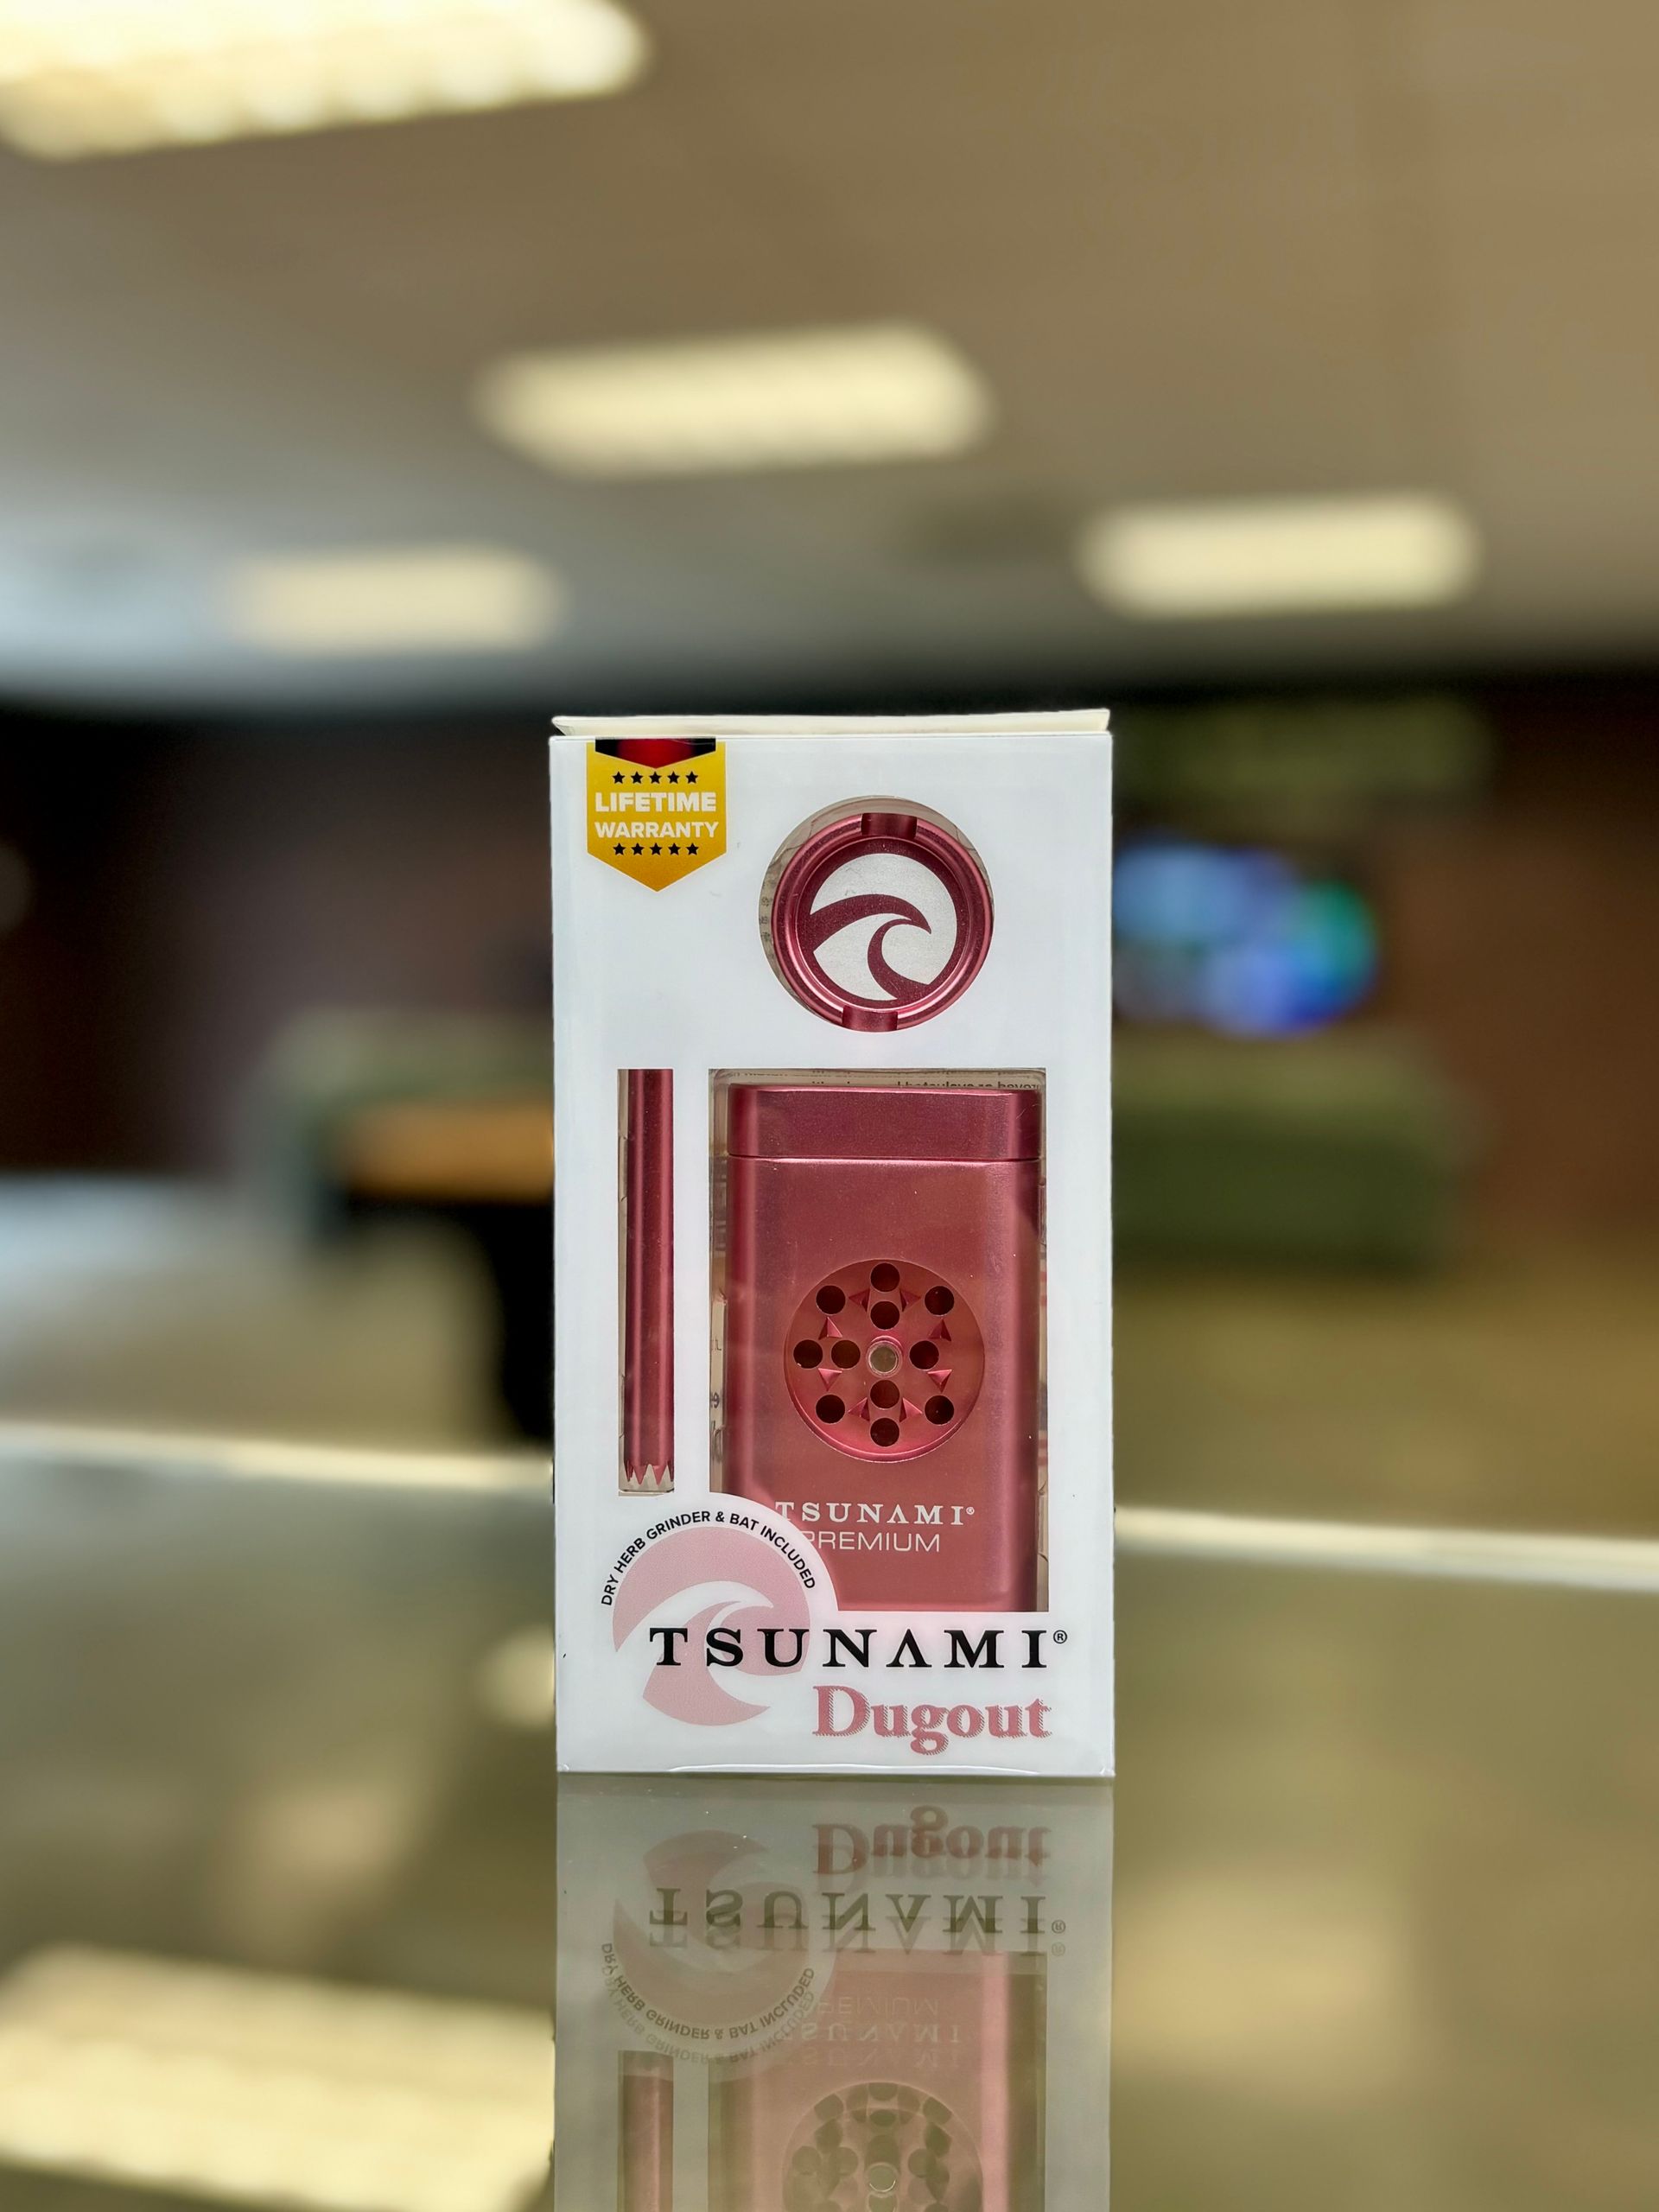 LIFETIME
WARRANTY
TSUNAMI®
PREMIUM
DRY HERB GRINDER & BAT INCLUDED
TSUNAMI®
Dugout